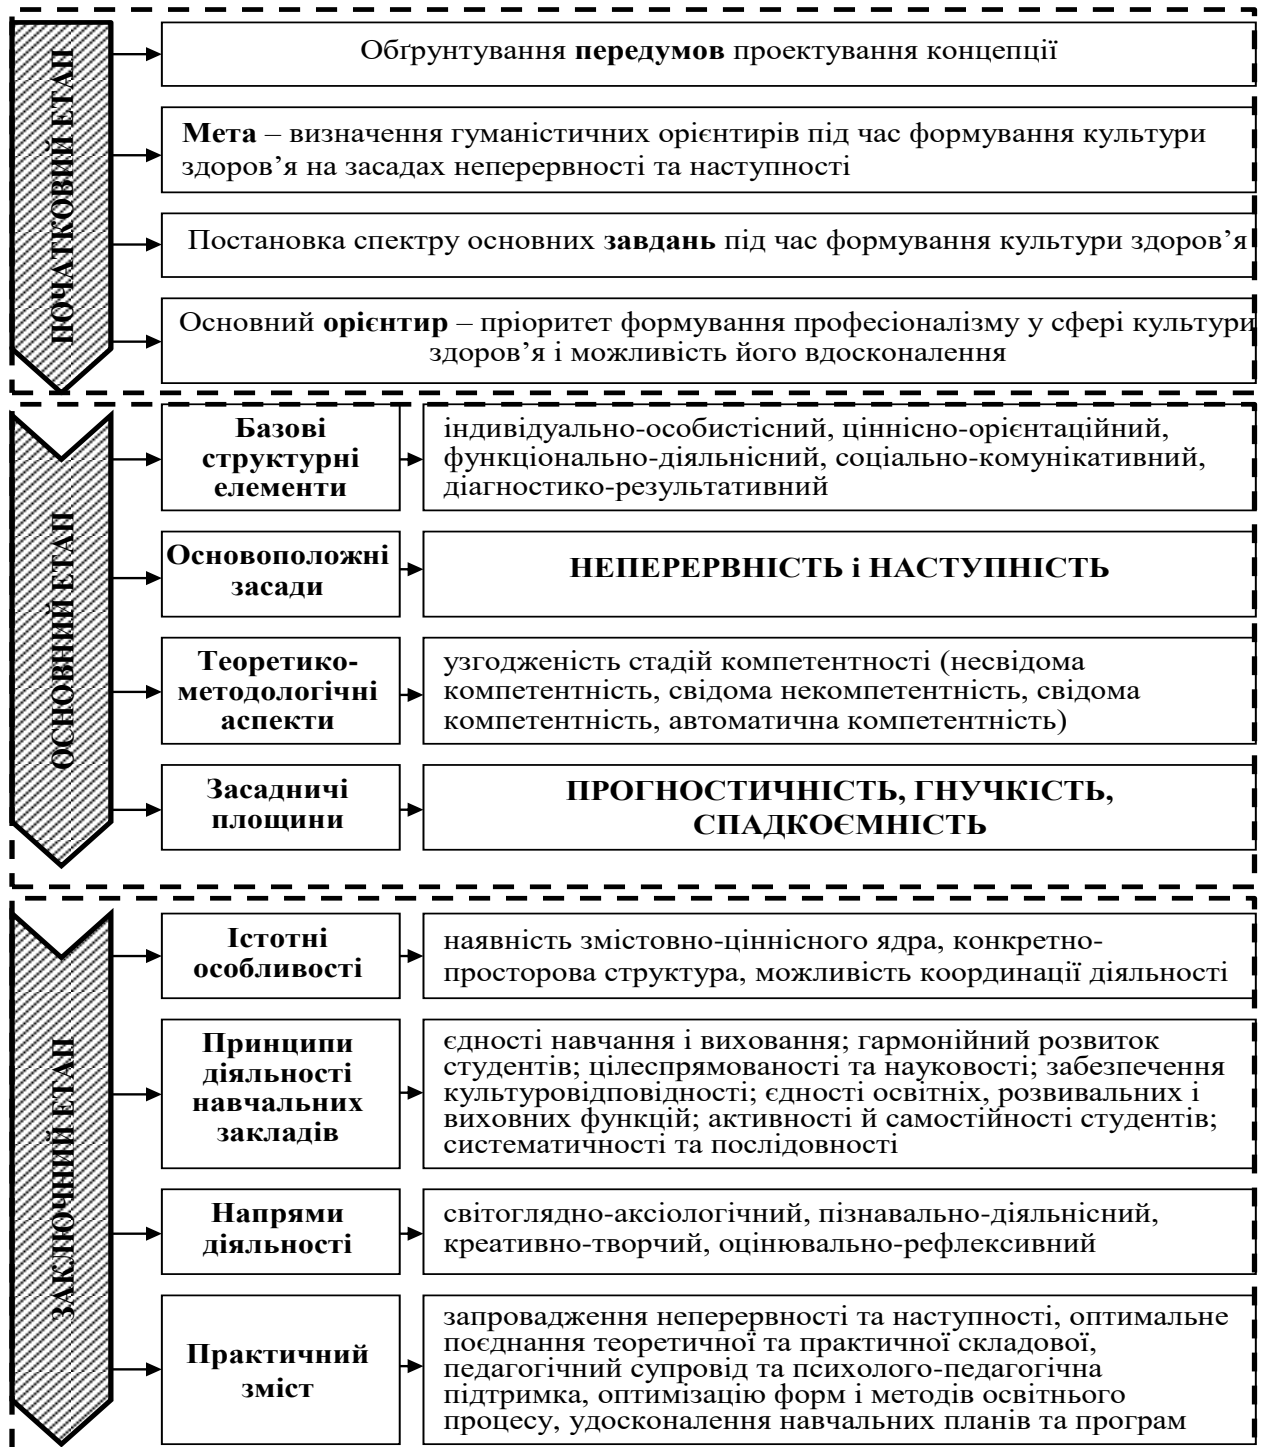 ПОЧАТКОВИЙ ЕТАП
Обґрунтування передумов проектування концепції
Мета – визначення гуманістичних орієнтирів під час формування культури
здоров’я на засадах неперервності та наступності
Постановка спектру основних завдань під час формування культури здоров’я
Основний орієнтир – пріоритет формування професіоналізму у сфері культури
здоров’я і можливість його вдосконалення
ОСНОВНИЙ ЕТАП
Базові
структурні
елементи
індивідуально-особистісний, ціннісно-орієнтаційний,
функціонально-діяльнісний, соціально-комунікативний,
діагностико-результативний
Основоположні
засади
НЕПЕРЕРВНІСТЬ і НАСТУПНІСТЬ
Теоретико-
методологічні
аспекти
узгодженість стадій компетентності (несвідома
компетентність, свідома некомпетентність, свідома
компетентність, автоматична компетентність)
Засадничі
площини
ПРОГНОСТИЧНІСТЬ, ГНУЧКІСТЬ,
СПАДКОЄМНІСТЬ
ЗАКЛЮЧНИЙ ЕТАП
Істотні
особливості
наявність змістовно-ціннісного ядра, конкретно-
просторова структура, можливість координації діяльності
Принципи
діяльності
навчальних
закладів
єдності навчання і виховання; гармонійний розвиток
студентів; цілеспрямованості та науковості; забезпечення
культуровідповідності; єдності освітніх, розвивальних і
виховних функцій; активності й самостійності студентів;
систематичності та послідовності
Напрями
діяльності
світоглядно-аксіологічний, пізнавально-діяльнісний,
креативно-творчий, оцінювально-рефлексивний
Практичний
зміст
запровадження неперервності та наступності, оптимальне
поєднання теоретичної та практичної складової,
педагогічний супровід та психолого-педагогічна
підтримка, оптимізацію форм і методів освітнього
процесу, удосконалення навчальних планів та програм